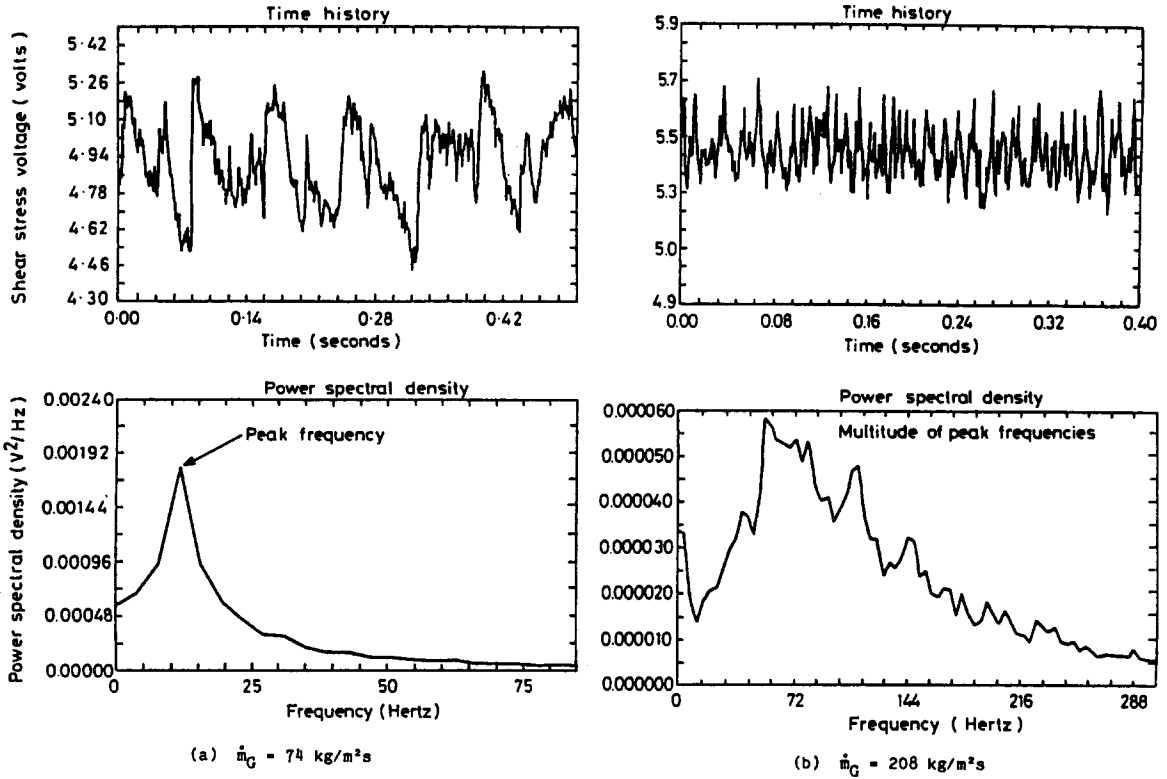 Time history
Shear stress voltage (volts)
5·42
5·26
5·10
4·94
4·78
4·62
4·46
4·30
0·00 0·14 0·28 0·42
Time (seconds)
Time history
5.9
5.7
5.5
5.3
5.0
4.9
0.00 0.08 0.16 0.24 0.32 0.40
Time (seconds)
Power spectral density
Power spectral density (V²/Hz)
0.00240
0.00192
0.00144
0.00096
0.00048
0.00000
Peak frequency
0 25 50 75
Frequency (Hertz)
(a) ṁG = 74 kg/m²s
Power spectral density
Multitude of peak frequencies
0.000060
0.000050
0.000040
0.000030
0.000020
0.000010
0.000000
0 72 144 216 288
Frequency (Hertz)
(b) ṁG = 208 kg/m²s